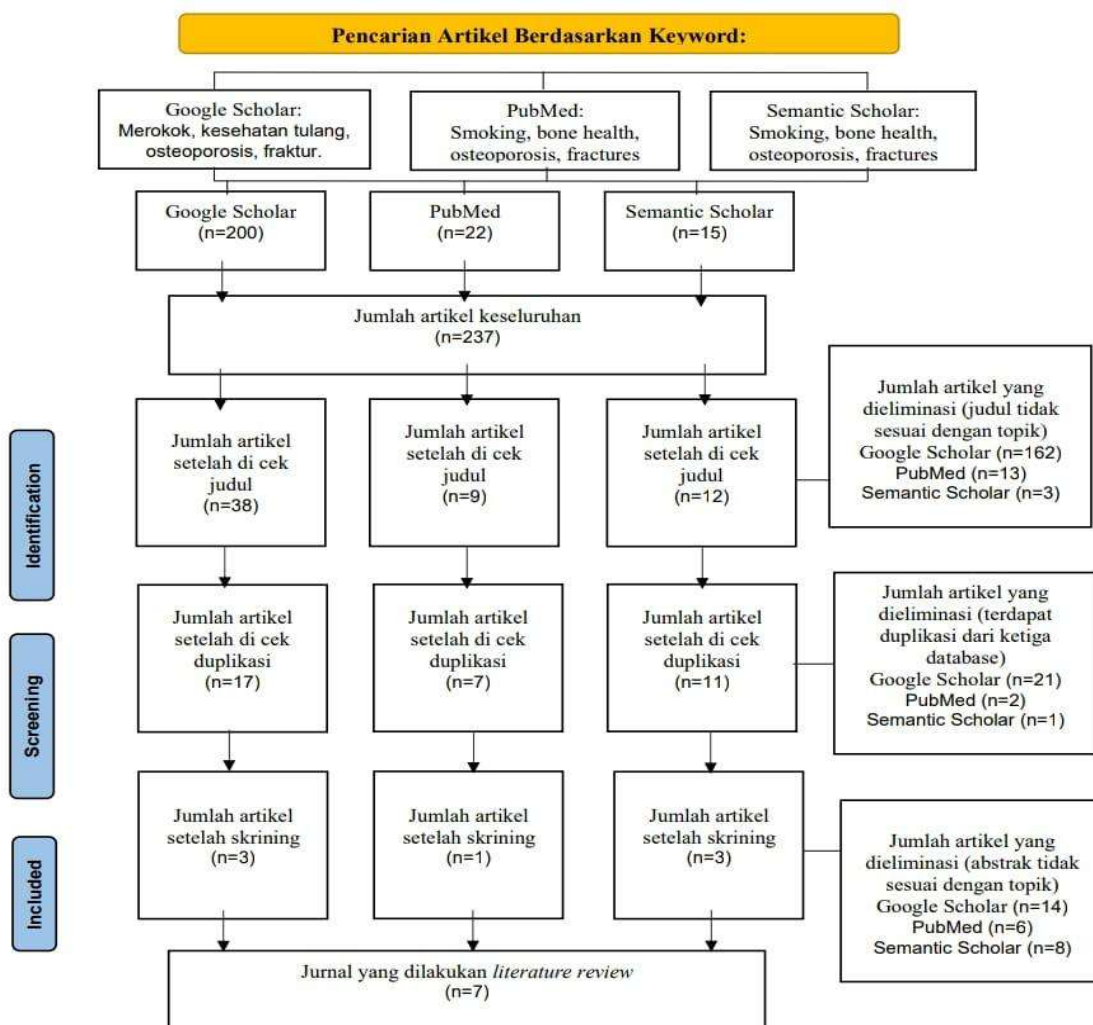 Pencarian Artikel Berdasarkan Keyword:
Google Scholar:
Merokok, kesehatan tulang,
osteoporosis, fraktur.
PubMed:
Smoking, bone health,
osteoporosis, fractures
Semantic Scholar:
Smoking, bone health,
osteoporosis, fractures
Google Scholar
(n=200)
PubMed
(n=22)
Semantic Scholar
(n=15)
Jumlah artikel keseluruhan
(n=237)
Identification
Jumlah artikel
setelah di cek
judul
(n=38)
Jumlah artikel
setelah di cek
judul
(n=9)
Jumlah artikel
setelah di cek
judul
(n=12)
Jumlah artikel yang
dieliminasi (judul tidak
sesuai dengan topik)
Google Scholar (n=162)
PubMed (n=13)
Semantic Scholar (n=3)
Screening
Jumlah artikel
setelah di cek
duplikasi
(n=17)
Jumlah artikel
setelah di cek
duplikasi
(n=7)
Jumlah artikel
setelah di cek
duplikasi
(n=11)
Jumlah artikel yang
dieliminasi (terdapat
duplikasi dari ketiga
database)
Google Scholar (n=21)
PubMed (n=2)
Semantic Scholar (n=1)
Included
Jumlah artikel
setelah skrining
(n=3)
Jumlah artikel
setelah skrining
(n=1)
Jumlah artikel
setelah skrining
(n=3)
Jumlah artikel yang
dieliminasi (abstrak tidak
sesuai dengan topik)
Google Scholar (n=14)
PubMed (n=6)
Semantic Scholar (n=8)
Jurnal yang dilakukan literature review
(n=7)